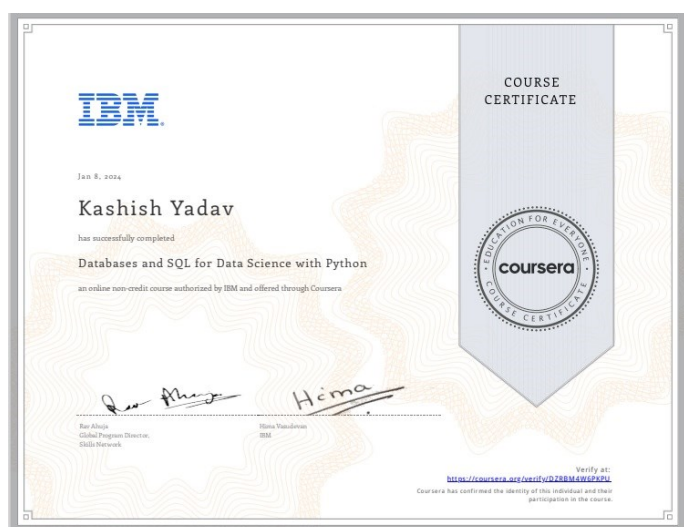 IBM
COURSE
CERTIFICATE
Jan 8, 2024
Kashish Yadav
has successfully completed
Databases and SQL for Data Science with Python
an online non-credit course authorized by IBM and offered through Coursera
EDUCATION FOR EVERYONE
coursera
COURSE CERTIFICATE
Hima
Rav Ahuja
Global Program Director,
Skills Network
Hima Vasudevan
IBM
Verify at:
https://coursera.org/verify/DZRBM4W6PKPU
Coursera has confirmed the identity of this individual and their
participation in the course.